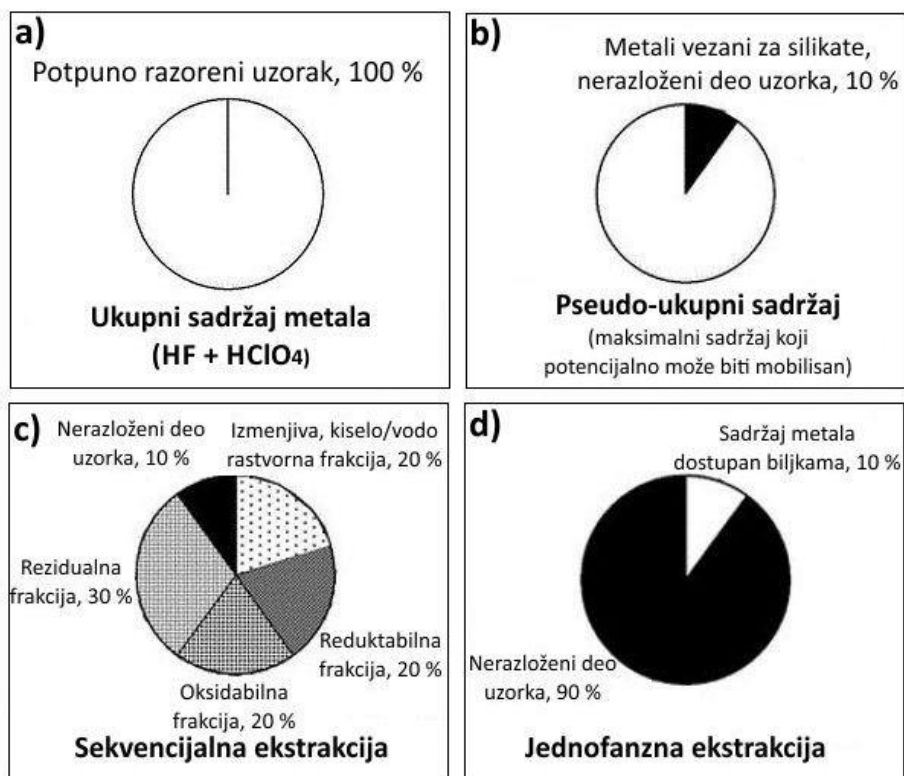 a)
Potpuno razoreni uzorak, 100 %
Ukupni sadržaj metala
(HF + HClO₄)
b)
Metali vezani za silikate,
nerazloženi deo uzorka, 10 %
Pseudo-ukupni sadržaj
(maksimalni sadržaj koji
potencijalno može biti mobilisan)
c)
Nerazloženi deo
uzorka, 10 %
Izmenjiva, kiselo/vodo
rastvorna frakcija, 20 %
Rezidualna
frakcija, 30 %
Reduktabilna
frakcija, 20 %
Oksidabilna
frakcija, 20 %
Sekvencijalna ekstrakcija
d)
Sadržaj metala
dostupan biljkama, 10 %
Nerazloženi deo
uzorka, 90 %
Jednofanzna ekstrakcija